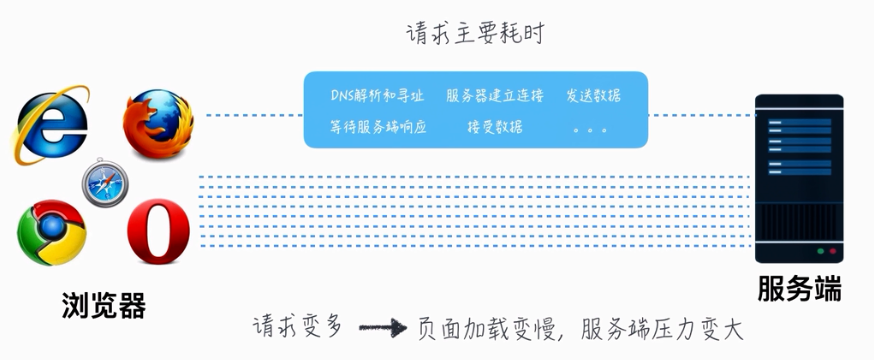 请求主要耗时
DNS解析和寻址 服务器建立连接 发送数据
等待服务端响应 接受数据 。。。
浏览器
服务端
请求变多 页面加载变慢，服务端压力变大